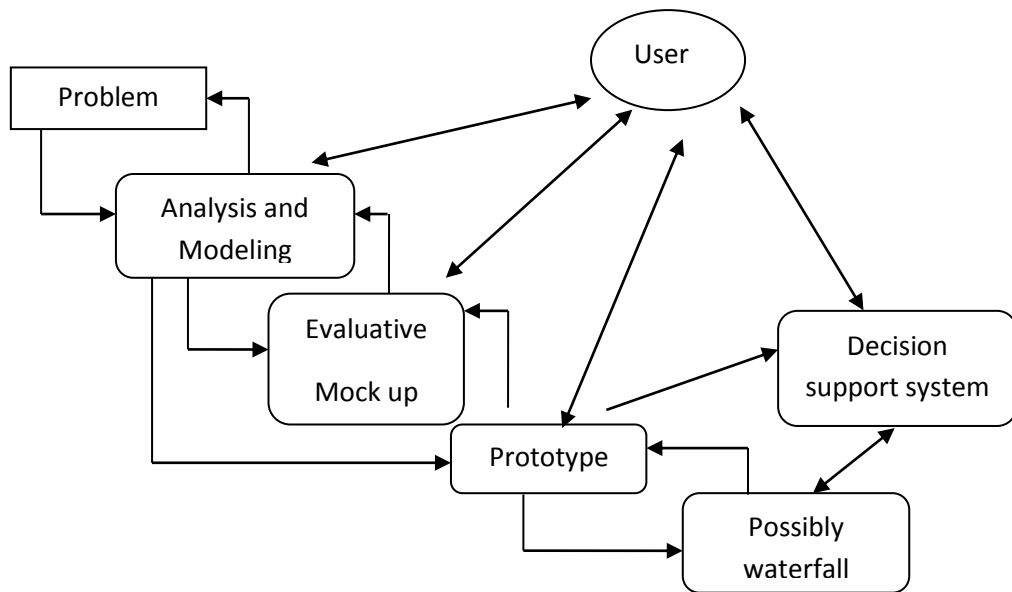 User
Problem
Analysis and
Modeling
Evaluative
Mock up
Decision
support system
Prototype
Possibly
waterfall